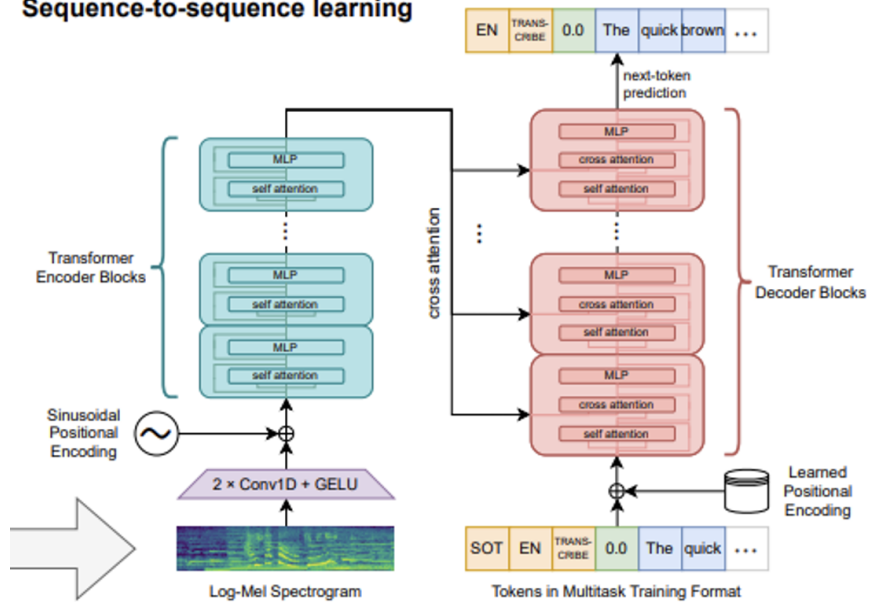 Sequence-to-sequence learning
EN TRANS-CRIBE 0.0 The quick brown ...
next-token
prediction
MLP
cross attention
self attention
MLP
self attention
...
...
...
cross attention
Transformer
Encoder Blocks
Transformer
Decoder Blocks
MLP
self attention
MLP
self attention
MLP
cross attention
self attention
MLP
cross attention
self attention
Sinusoidal
Positional
Encoding
~
2 × Conv1D + GELU
Learned
Positional
Encoding
SOT EN TRANS-CRIBE 0.0 The quick ...
Log-Mel Spectrogram
Tokens in Multitask Training Format